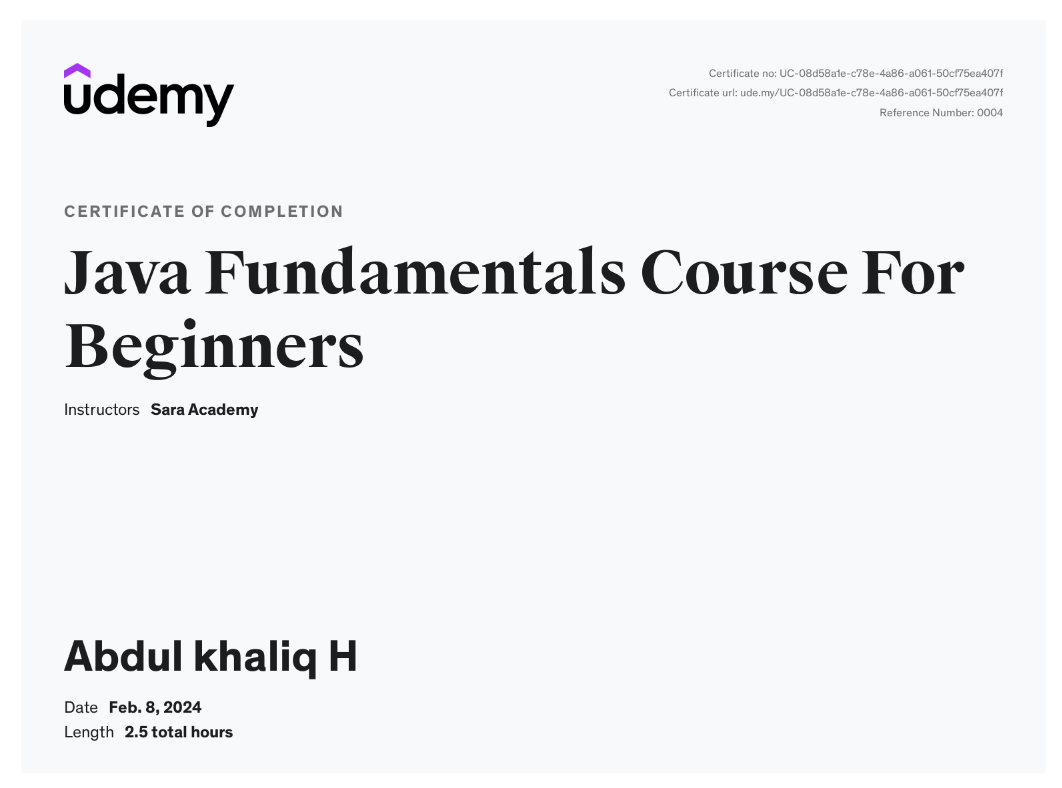 udemy
Certificate no: UC-08d58a1e-c78e-4a86-a061-50cf75ea407f
Certificate url: ude.my/UC-08d58a1e-c78e-4a86-a061-50cf75ea407f
Reference Number: 0004
CERTIFICATE OF COMPLETION
Java Fundamentals Course For
Beginners
Instructors Sara Academy
Abdul khaliq H
Date Feb. 8, 2024
Length 2.5 total hours